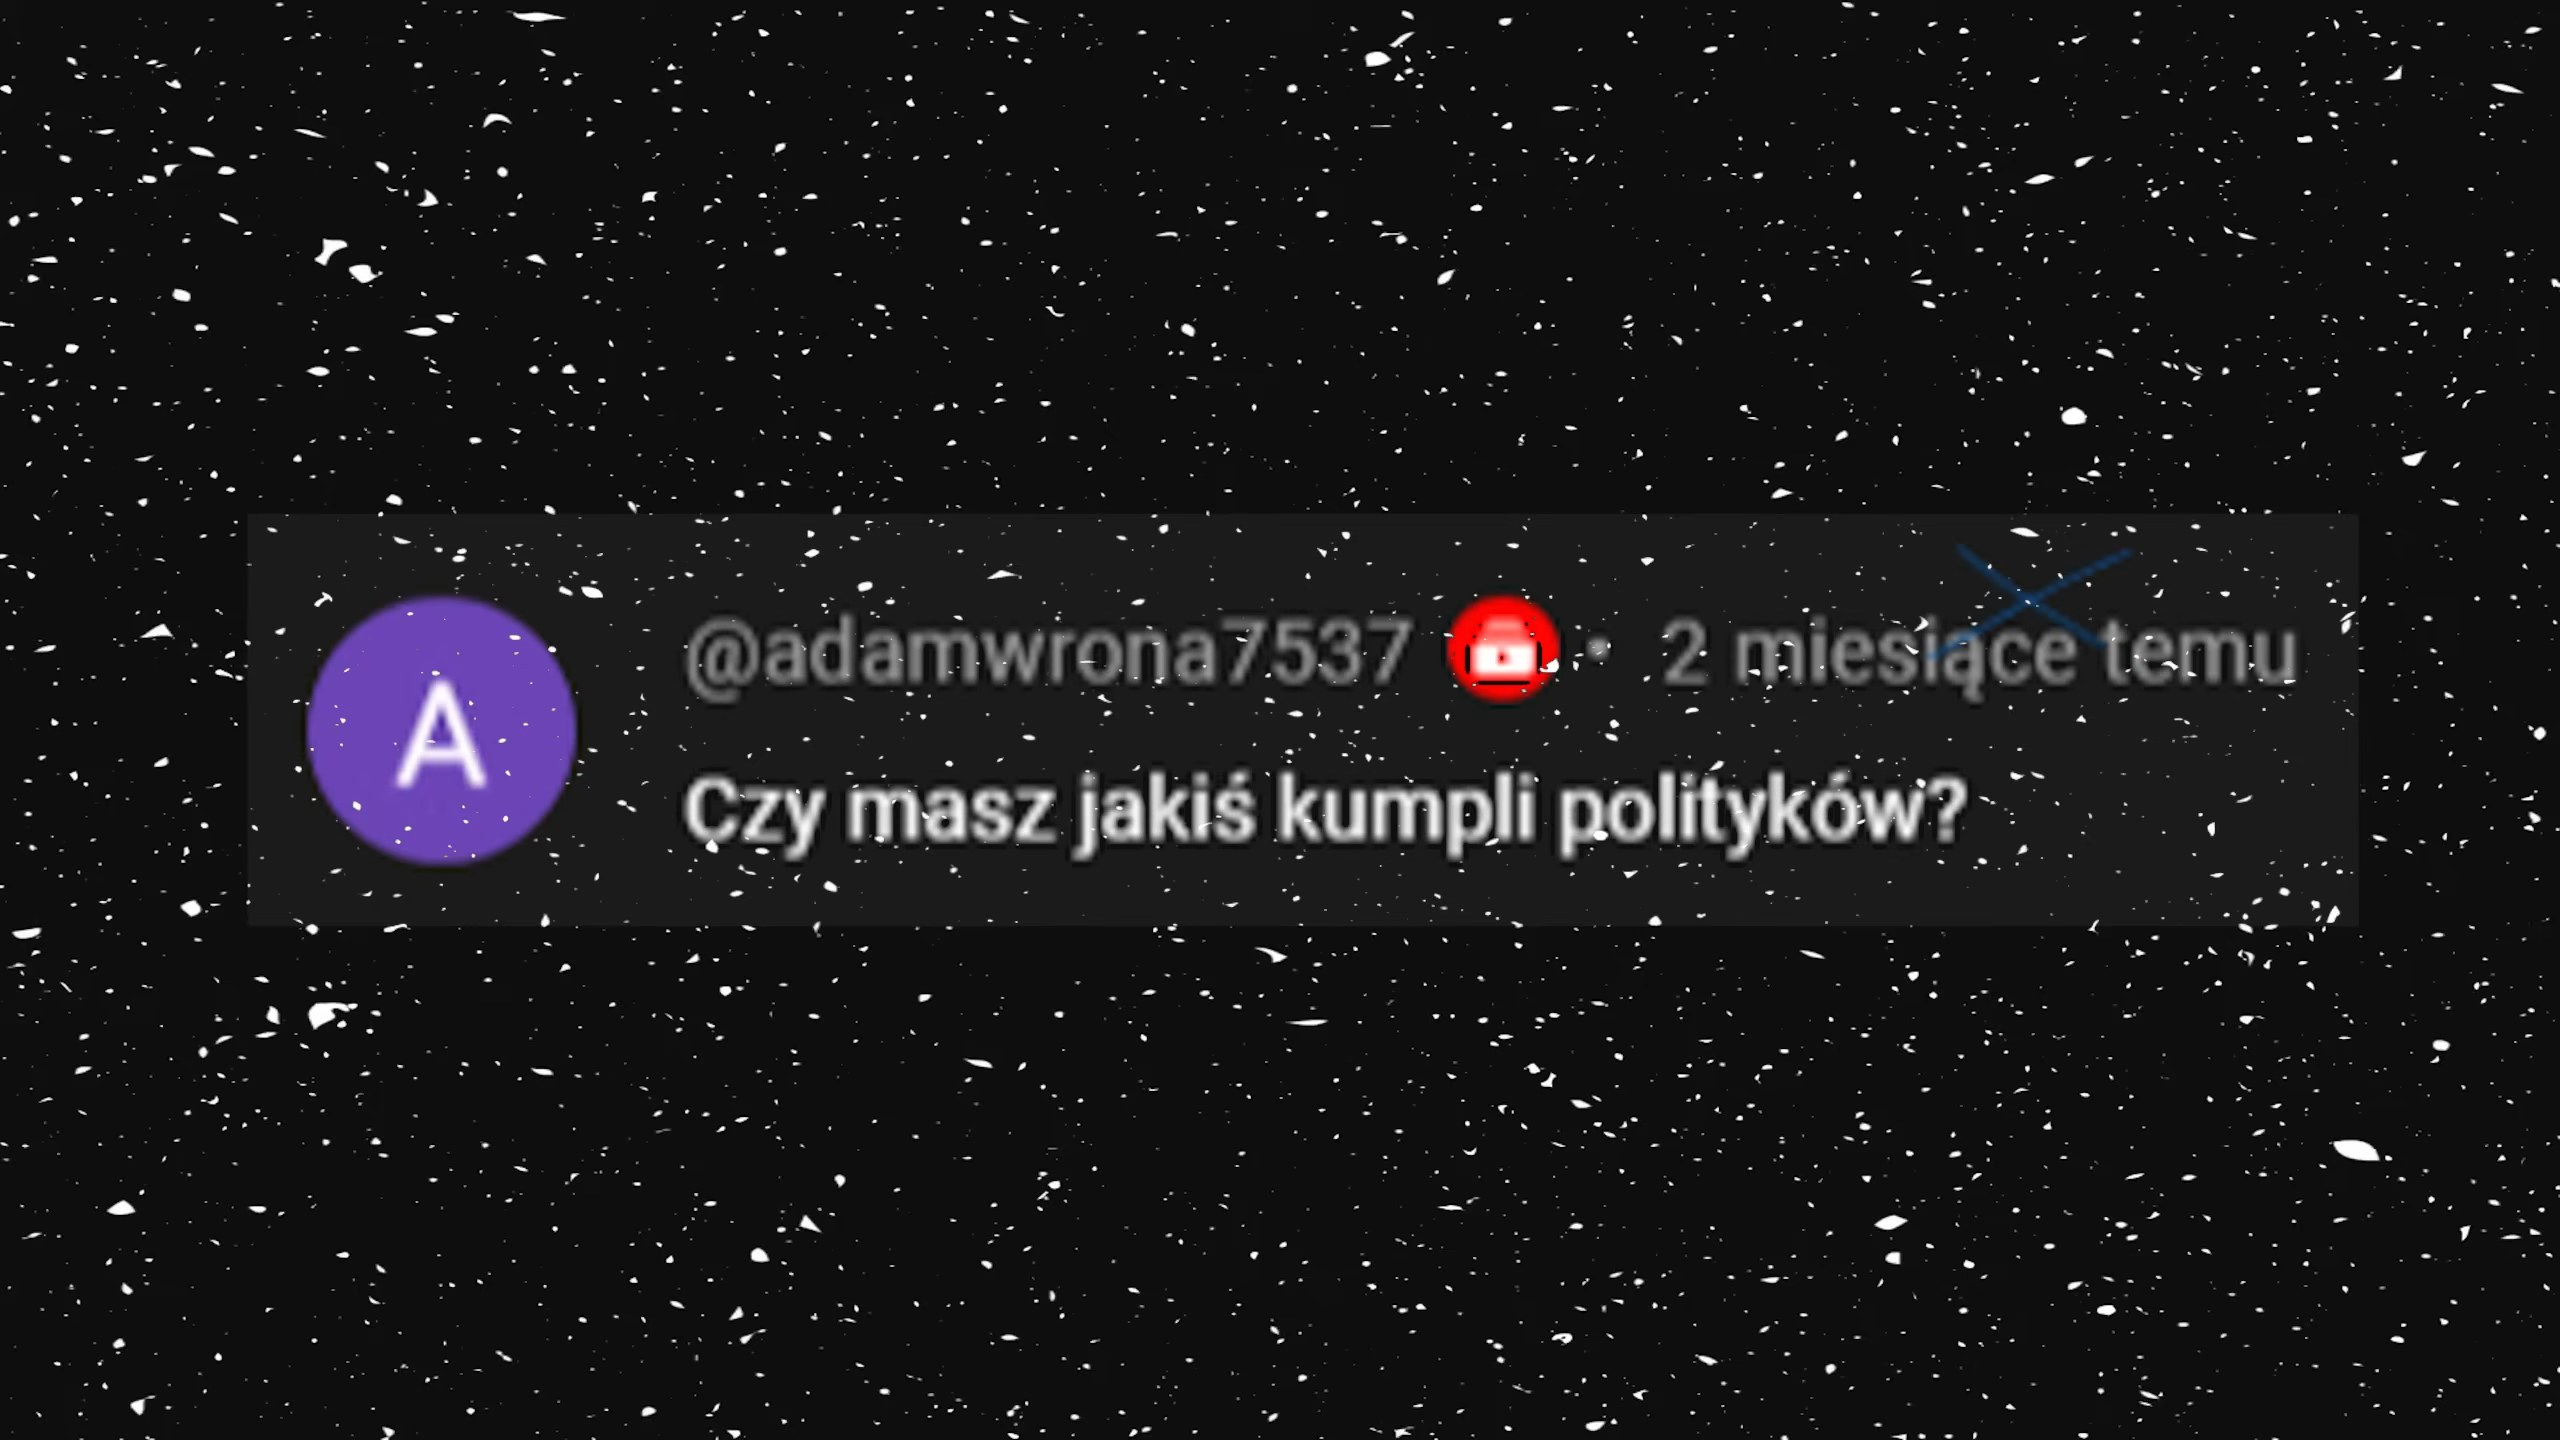 A
@adamwrona7537 • 2 miesiące temu
Czy masz jakiś kumpli polityków?